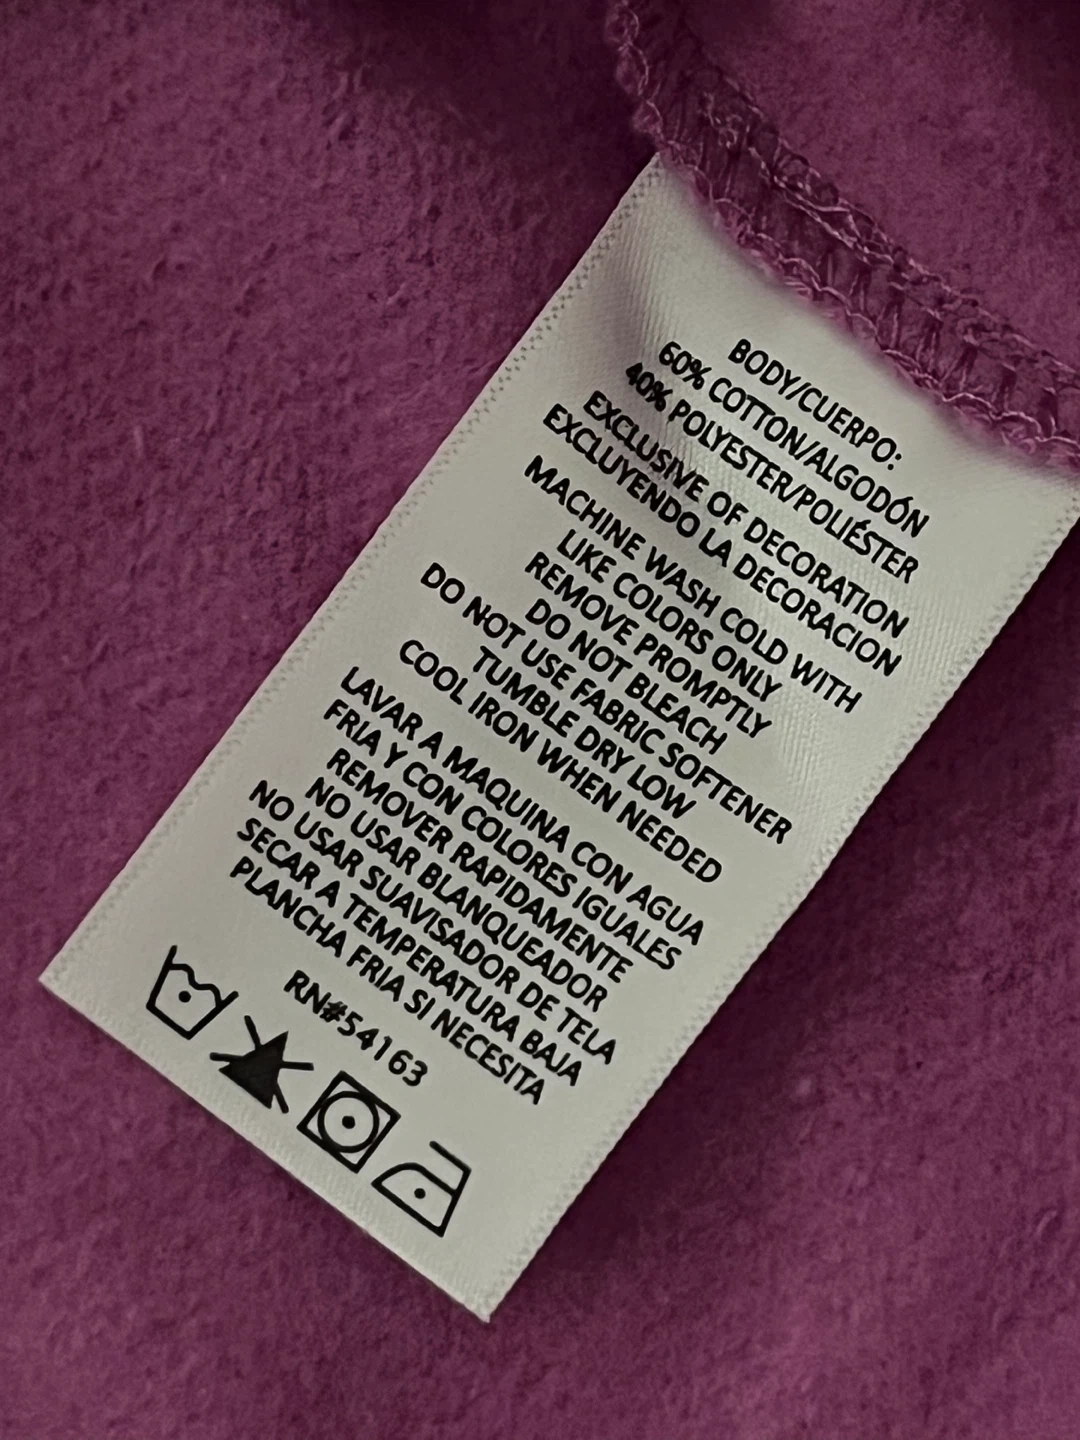 BODY/CUERPO:
60% COTTON/ALGODÓN
40% POLYESTER/POLIÉSTER
EXCLUSIVE OF DECORATION
EXCLUYENDO LA DECORACION
MACHINE WASH COLD WITH
LIKE COLORS ONLY
REMOVE PROMPTLY
DO NOT BLEACH
DO NOT USE FABRIC SOFTENER
TUMBLE DRY LOW
COOL IRON WHEN NEEDED
LAVAR A MAQUINA CON AGUA
FRIA Y CON COLORES IGUALES
REMOVER RAPIDAMENTE
NO USAR BLANQUEADOR
NO USAR SUAVISADOR DE TELA
SECAR A TEMPERATURA BAJA
PLANCHA FRIA SI NECESITA
RN#54163